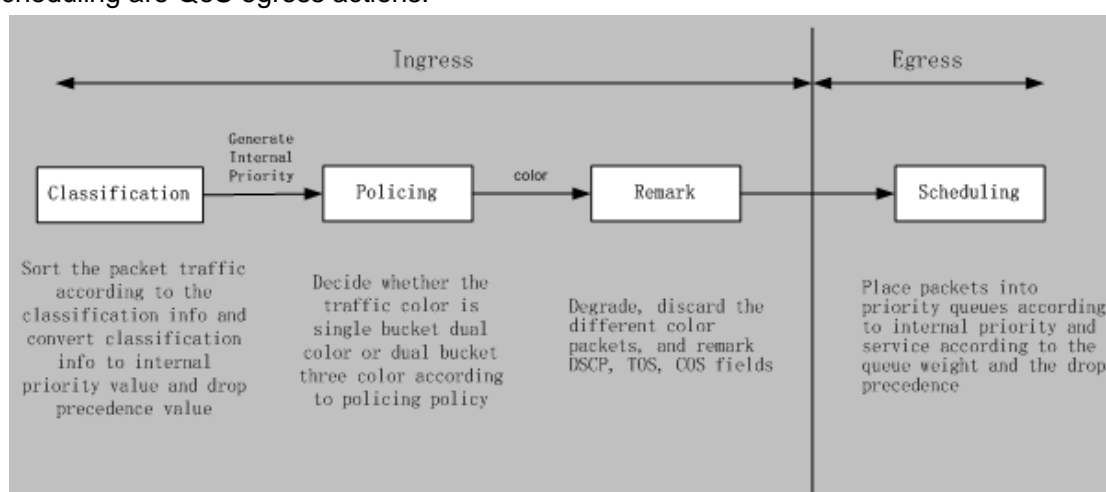 scheduling are QoS egress actions.
Ingress
Egress
Generate
Internal
Priority
color
Classification
Policing
Remark
Scheduling
Sort the packet traffic
according to the
classification info and
convert classification
info to internal
priority value and drop
precedence value
Decide whether the
traffic color is
single bucket dual
color or dual bucket
three color according
to policing policy
Degrade, discard the
different color
packets, and remark
DSCP, TOS, COS fields
Place packets into
priority queues according
to internal priority and
service according to the
queue weight and the drop
precedence